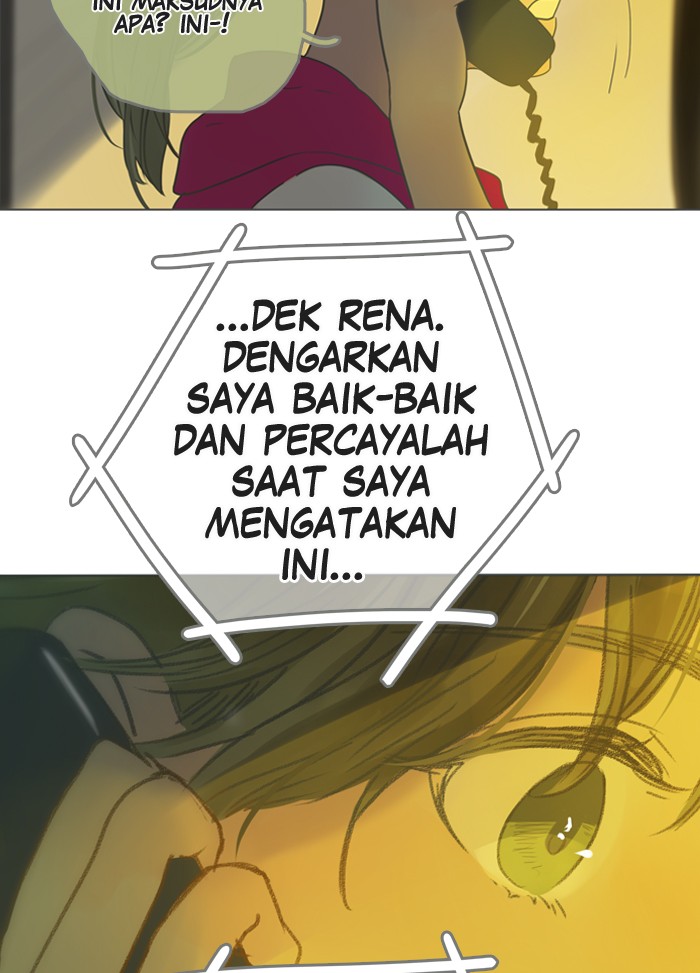 INI MAKSUDNYA
APA? INI-!
...DEK RENA.
DENGARKAN
SAYA BAIK-BAIK
DAN PERCAYALAH
SAAT SAYA
MENGATAKAN
INI...